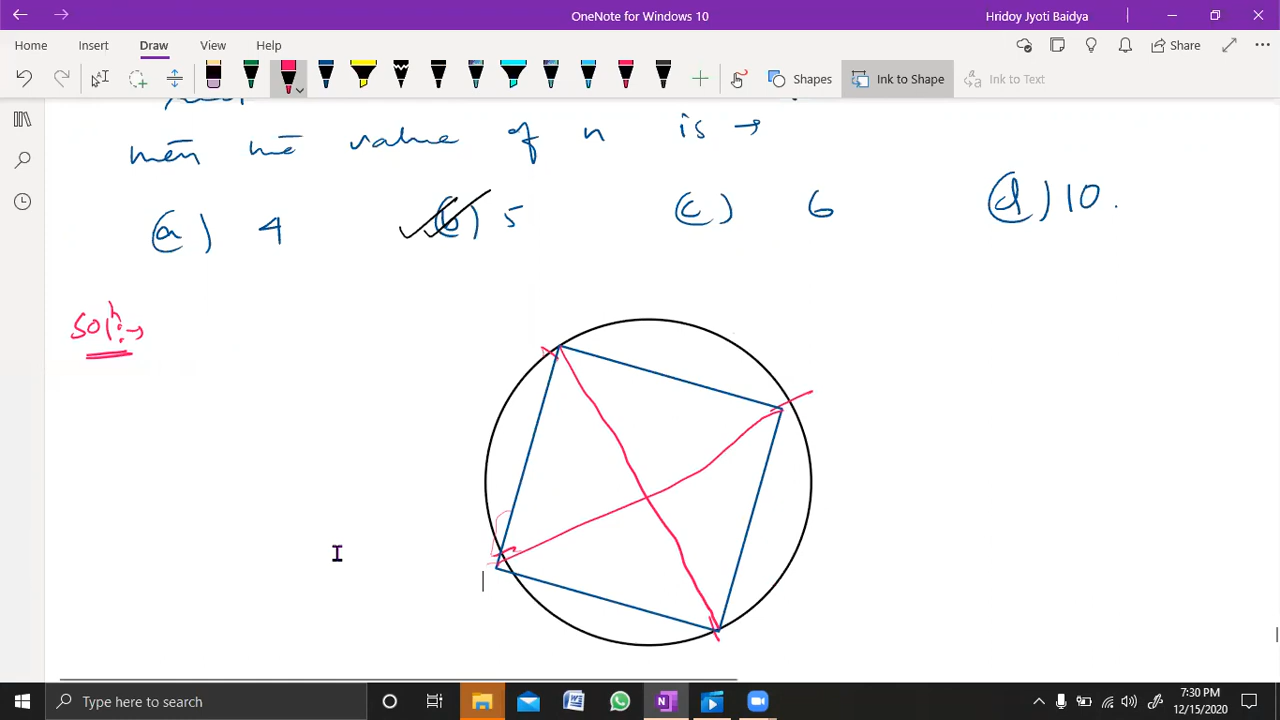 OneNote for Windows 10
Hridoy Jyoti Baidya
Home Insert Draw View Help
Share
Shapes
Ink to Shape
Ink to Text
then the value of n is →
(a) 4 (b) 5 (c) 6 (d) 10.
Solⁿ:→
Type here to search
7:30 PM
12/15/2020